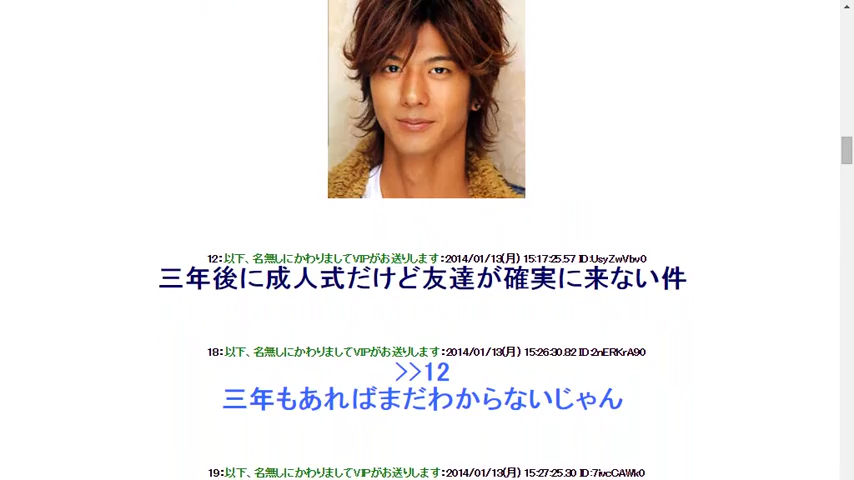 12：以下、名無しにかわりましてVIPがお送りします：2014/01/13(月) 15:17:25.57 ID:UsyZwVbv0
三年後に成人式だけど友達が確実に来ない件
18：以下、名無しにかわりましてVIPがお送りします：2014/01/13(月) 15:26:30.82 ID:2nERKrA90
>>12
三年もあればまだわからないじゃん
19：以下、名無しにかわりましてVIPがお送りします：2014/01/13(月) 15:27:25.30 ID:7ivcCAWk0